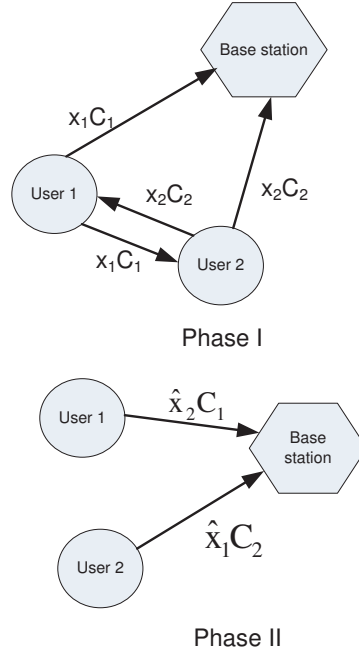 Base station
x₁C₁
User 1
x₂C₂
x₂C₂
x₁C₁
User 2
Phase I
User 1
x̂₂C₁
Base
station
x̂₁C₂
User 2
Phase II